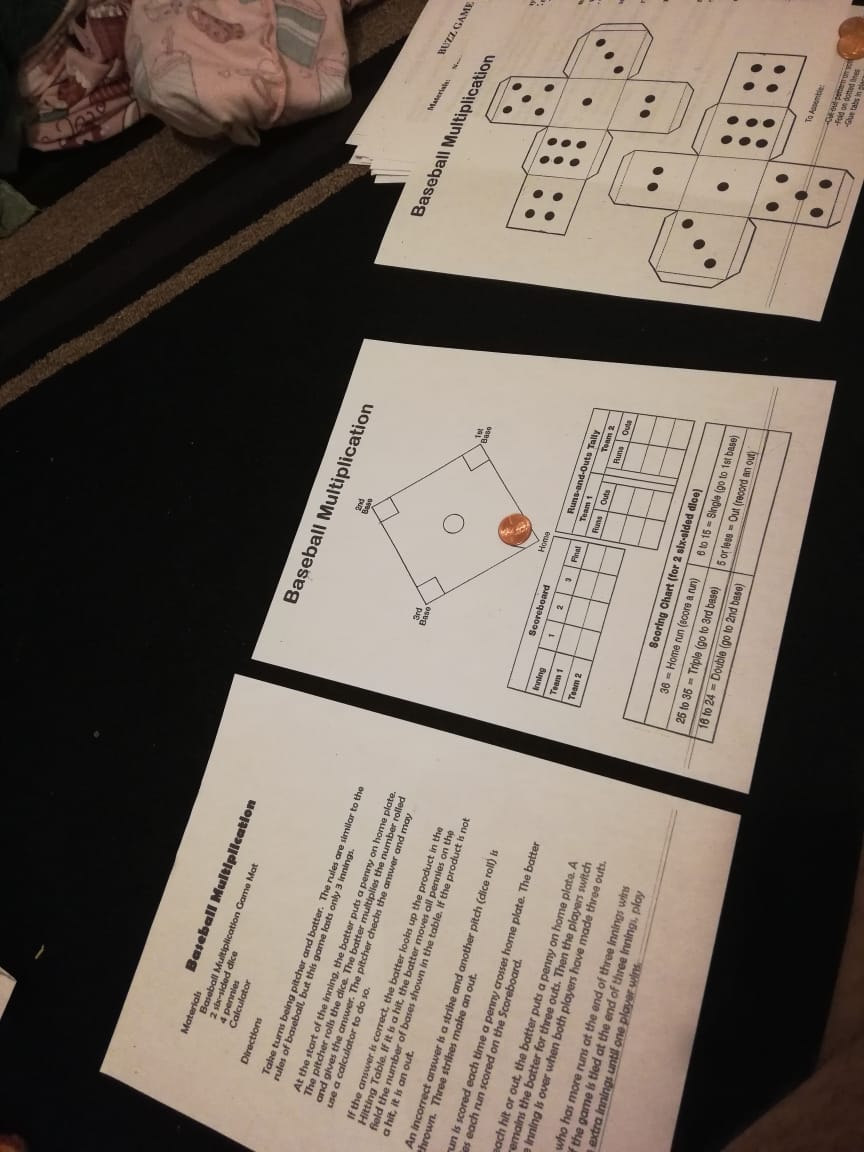 Baseball Multiplication
Materials
Baseball Multiplication Game Mat
2 six-sided dice
4 pennies
Calculator
Directions
Take turns being pitcher and batter. The rules are similar to the
rules of baseball, but this game lasts only 3 innings.
At the start of the inning, the batter puts a penny on home plate.
The pitcher rolls the dice. The batter multiplies the number rolled
and gives the answer. The pitcher checks the answer and may
use a calculator to do so.
If the answer is correct, the batter looks up the product in the
Hitting Table. If it is a hit, the batter moves all pennies on the
field the number of bases shown in the table. If the product is not
a hit, it is an out.
An incorrect answer is a strike and another pitch (dice roll) is
thrown. Three strikes make an out.
run is scored each time a penny crosses home plate. The batter
each run scored on the Scoreboard.
each hit or out, the batter puts a penny on home plate. A
remains the batter for three outs. Then the players switch
inning is over when both players have made three outs.
who has more runs at the end of three innings wins
f the game is tied at the end of three innings, play
extra innings until one player wins.
Baseball Multiplication
2nd
Base
1st
Base
3rd
Base
Home
Scoreboard
Inning 1 2 3 Final
Team 1
Team 2
Runs-and-Outs Tally
Team 1 Team 2
Runs Outs Runs Outs
Scoring Chart (for 2 six-sided dice)
36 = Home run (score a run)
25 to 35 = Triple (go to 3rd base)
16 to 24 = Double (go to 2nd base)
6 to 15 = Single (go to 1st base)
5 or less = Out (record an out)
Baseball Multiplication
To Assemble:
-Fold on dotted lines
BUZZ GAME
Materials: